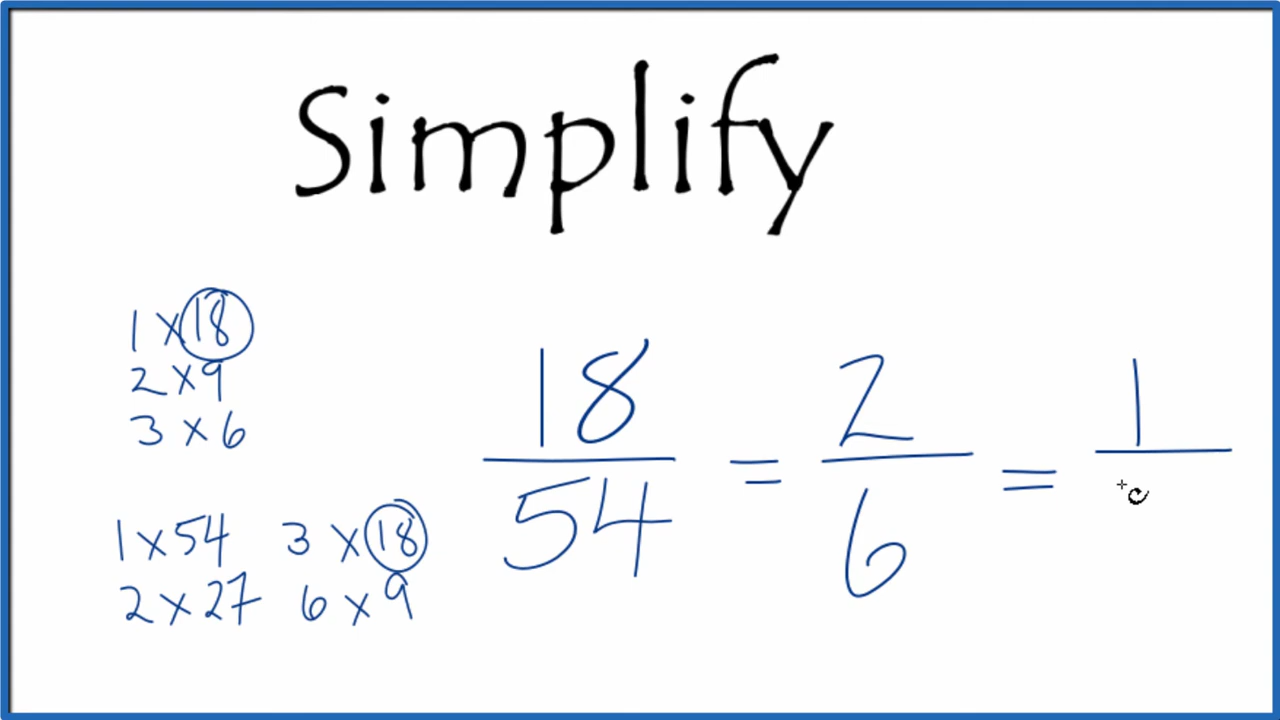 Simplify
1 x 18
2 x 9
3 x 6
1 x 54 3 x 18
2 x 27 6 x 9
18/54 = 2/6 = 1/